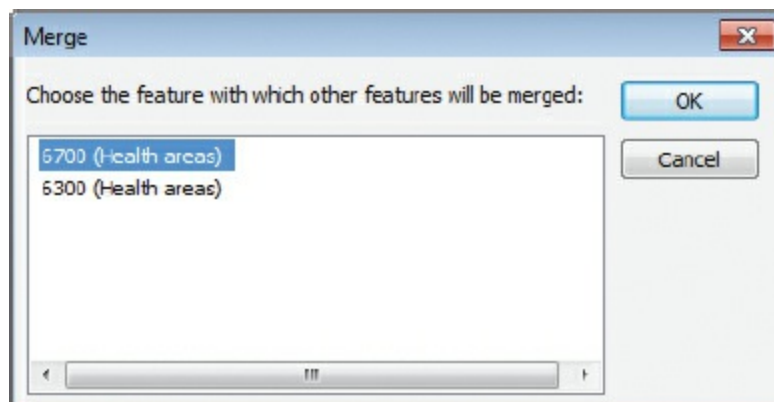 Merge
Choose the feature with which other features will be merged:
OK
6700 (Health areas)
Cancel
6300 (Health areas)